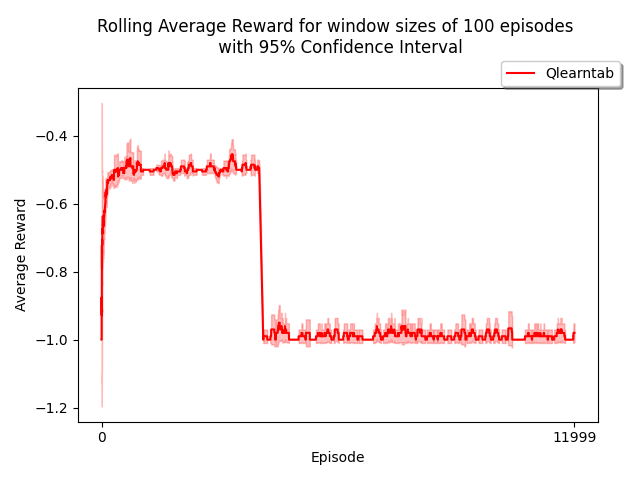 Rolling Average Reward for window sizes of 100 episodes
with 95% Confidence Interval
Qlearntab
−0.4
−0.6
−0.8
−1.0
−1.2
Average Reward
0
11999
Episode